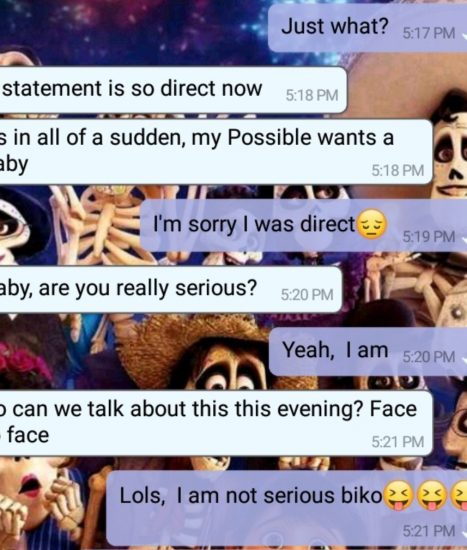 Just what? 5:17 PM
statement is so direct now 5:18 PM
in all of a sudden, my Possible wants a
5:18 PM
I'm sorry I was direct😔 5:19 PM
are you really serious? 5:20 PM
Yeah, I am 5:20 PM
can we talk about this this evening? Face
face
5:21 PM
Lols, I am not serious biko😝😝😝
5:21 PM